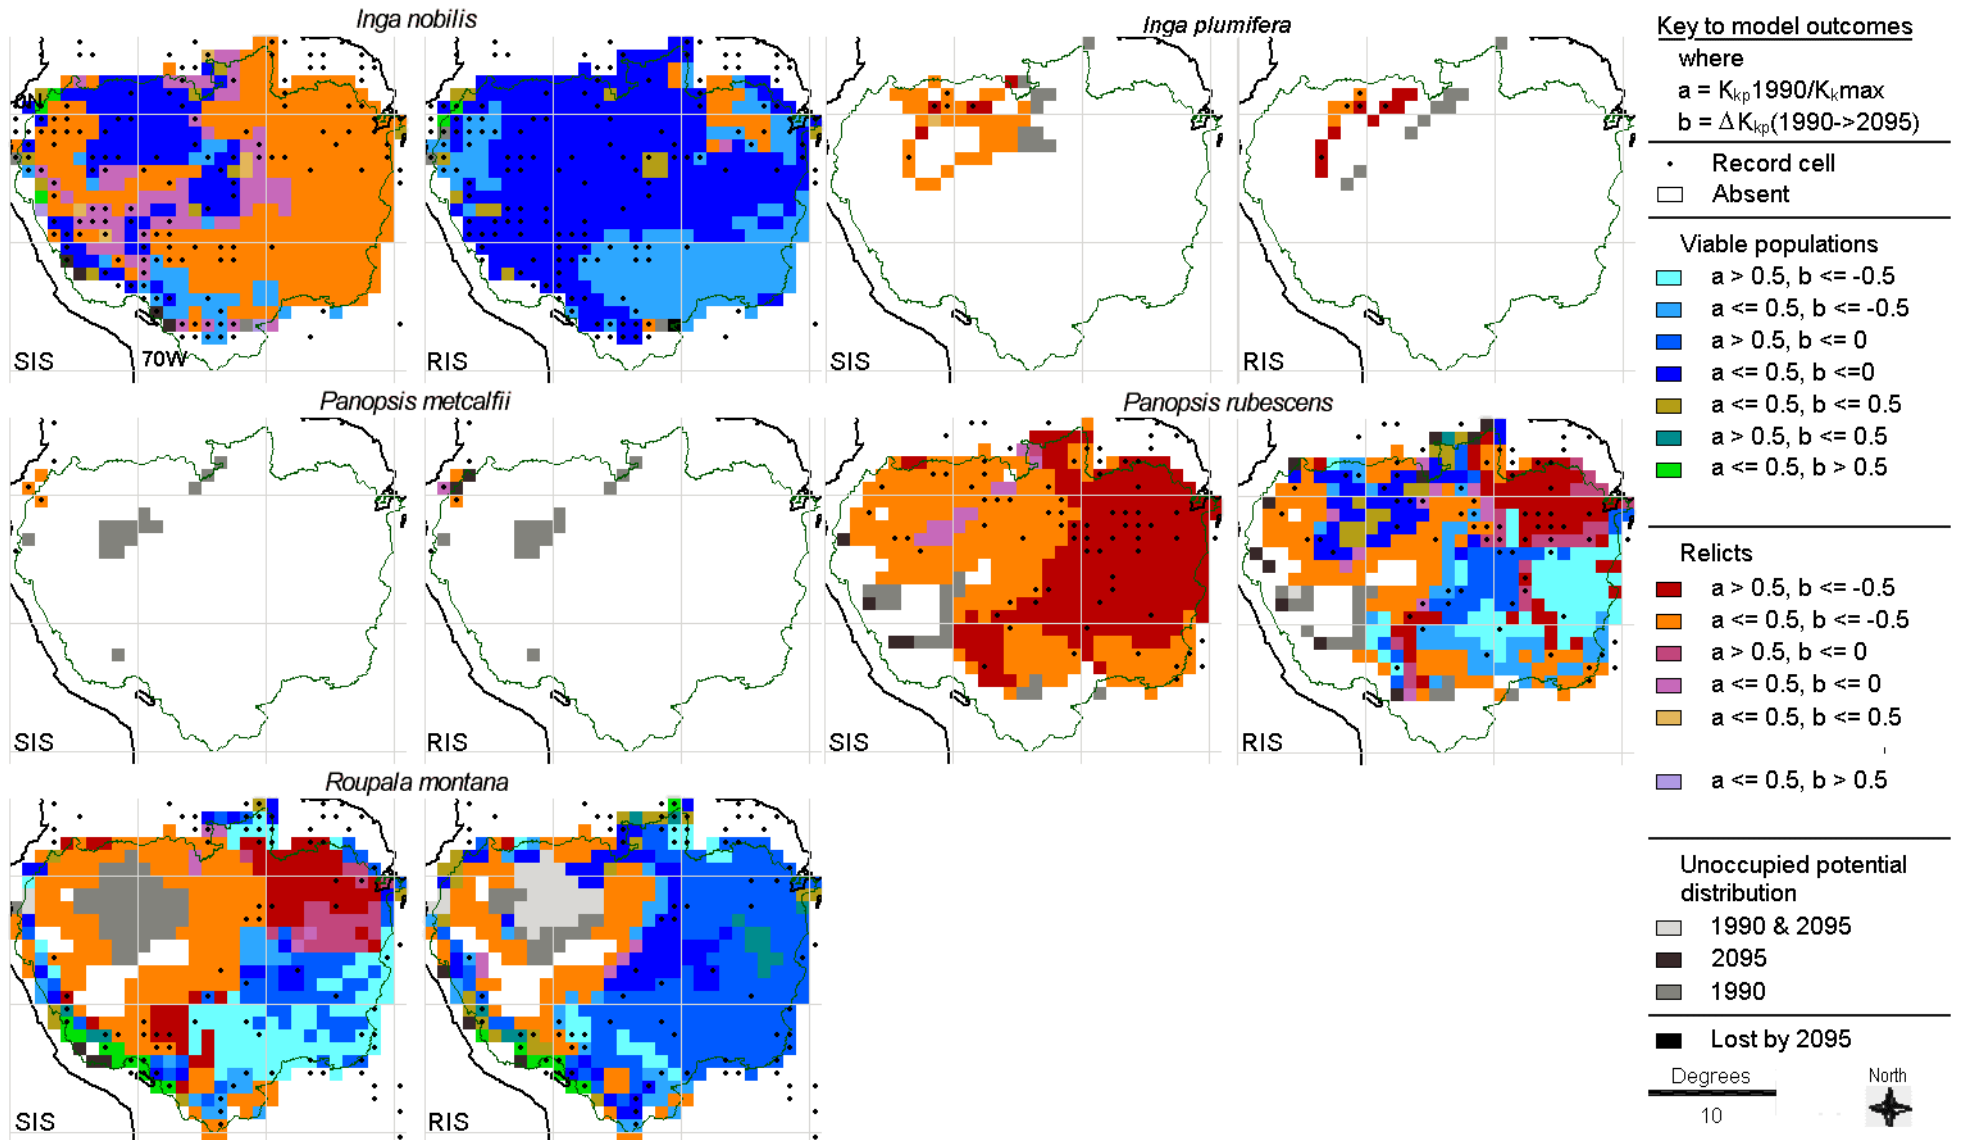 Inga nobilis
Inga plumifera
0N
SIS
70W
RIS
SIS
RIS
Panopsis metcalfii
Panopsis rubescens
SIS
RIS
SIS
RIS
Roupala montana
SIS
RIS
Key to model outcomes
where
a = Kkp1990/Kkmax
b = ΔKkp(1990->2095)
Record cell
Absent
Viable populations
a > 0.5, b <= -0.5
a <= 0.5, b <= -0.5
a > 0.5, b <= 0
a <= 0.5, b <=0
a <= 0.5, b <= 0.5
a > 0.5, b <= 0.5
a <= 0.5, b > 0.5
Relicts
a > 0.5, b <= -0.5
a <= 0.5, b <= -0.5
a > 0.5, b <= 0
a <= 0.5, b <= 0
a <= 0.5, b <= 0.5
a <= 0.5, b > 0.5
Unoccupied potential
distribution
1990 & 2095
2095
1990
Lost by 2095
Degrees
10
North